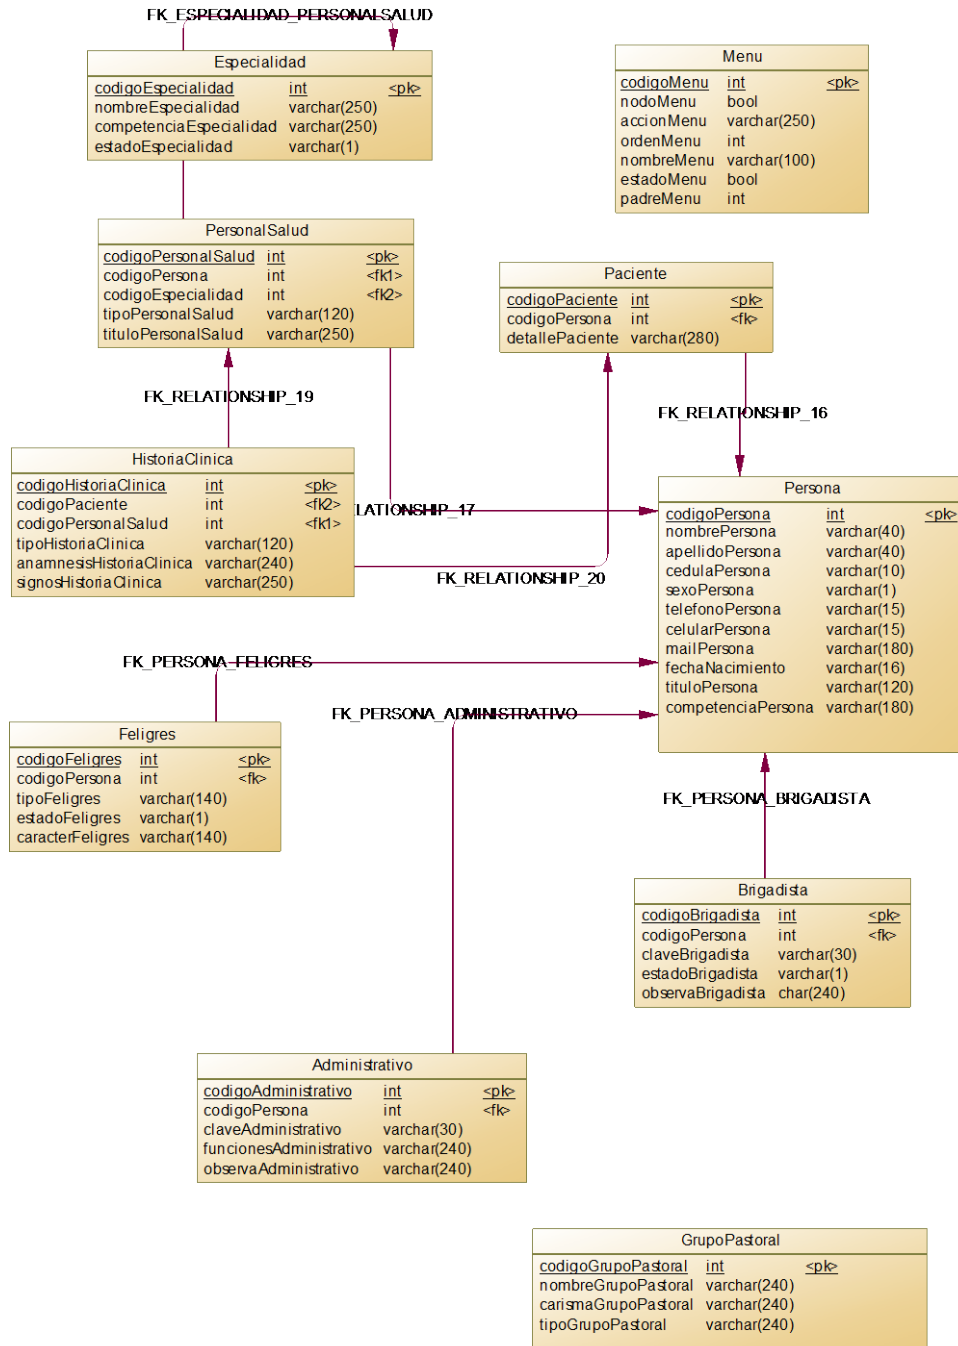 FK_ESPECIALIDAD_PERSONALSALUD
Especialidad
codigoEspecialidad int <pk>
nombreEspecialidad varchar(250)
competenciaEspecialidad varchar(250)
estadoEspecialidad varchar(1)
Menu
codigoMenu int <pk>
nodoMenu bool
accionMenu varchar(250)
ordenMenu int
nombreMenu varchar(100)
estadoMenu bool
padreMenu int
PersonalSalud
codigoPersonalSalud int <pk>
codigoPersona int <fk1>
codigoEspecialidad int <fk2>
tipoPersonalSalud varchar(120)
tituloPersonalSalud varchar(250)
Paciente
codigoPaciente int <pk>
codigoPersona int <fk>
detallePaciente varchar(280)
FK_RELATIONSHIP_19
FK_RELATIONSHIP_16
HistoriaClinica
codigoHistoriaClinica int <pk>
codigoPaciente int <fk2>
codigoPersonalSalud int <fk1>
tipoHistoriaClinica varchar(120)
anamnesisHistoriaClinica varchar(240)
signosHistoriaClinica varchar(250)
ELATIONSHIP_17
FK_RELATIONSHIP_20
Persona
codigoPersona int <pk>
nombrePersona varchar(40)
apellidoPersona varchar(40)
cedulaPersona varchar(10)
sexoPersona varchar(1)
telefonoPersona varchar(15)
celularPersona varchar(15)
mailPersona varchar(180)
fechaNacimiento varchar(16)
tituloPersona varchar(120)
competenciaPersona varchar(180)
FK_PERSONA_FELIGRES
FK_PERSONA_ADMINISTRATIVO
Feligres
codigoFeligres int <pk>
codigoPersona int <fk>
tipoFeligres varchar(140)
estadoFeligres varchar(1)
caracterFeligres varchar(140)
FK_PERSONA_BRIGADISTA
Brigadista
codigoBrigadista int <pk>
codigoPersona int <fk>
claveBrigadista varchar(30)
estadoBrigadista varchar(1)
observaBrigadista char(240)
Administrativo
codigoAdministrativo int <pk>
codigoPersona int <fk>
claveAdministrativo varchar(30)
funcionesAdministrativo varchar(240)
observaAdministrativo varchar(240)
GrupoPastoral
codigoGrupoPastoral int <pk>
nombreGrupoPastoral varchar(240)
carismaGrupoPastoral varchar(240)
tipoGrupoPastoral varchar(240)